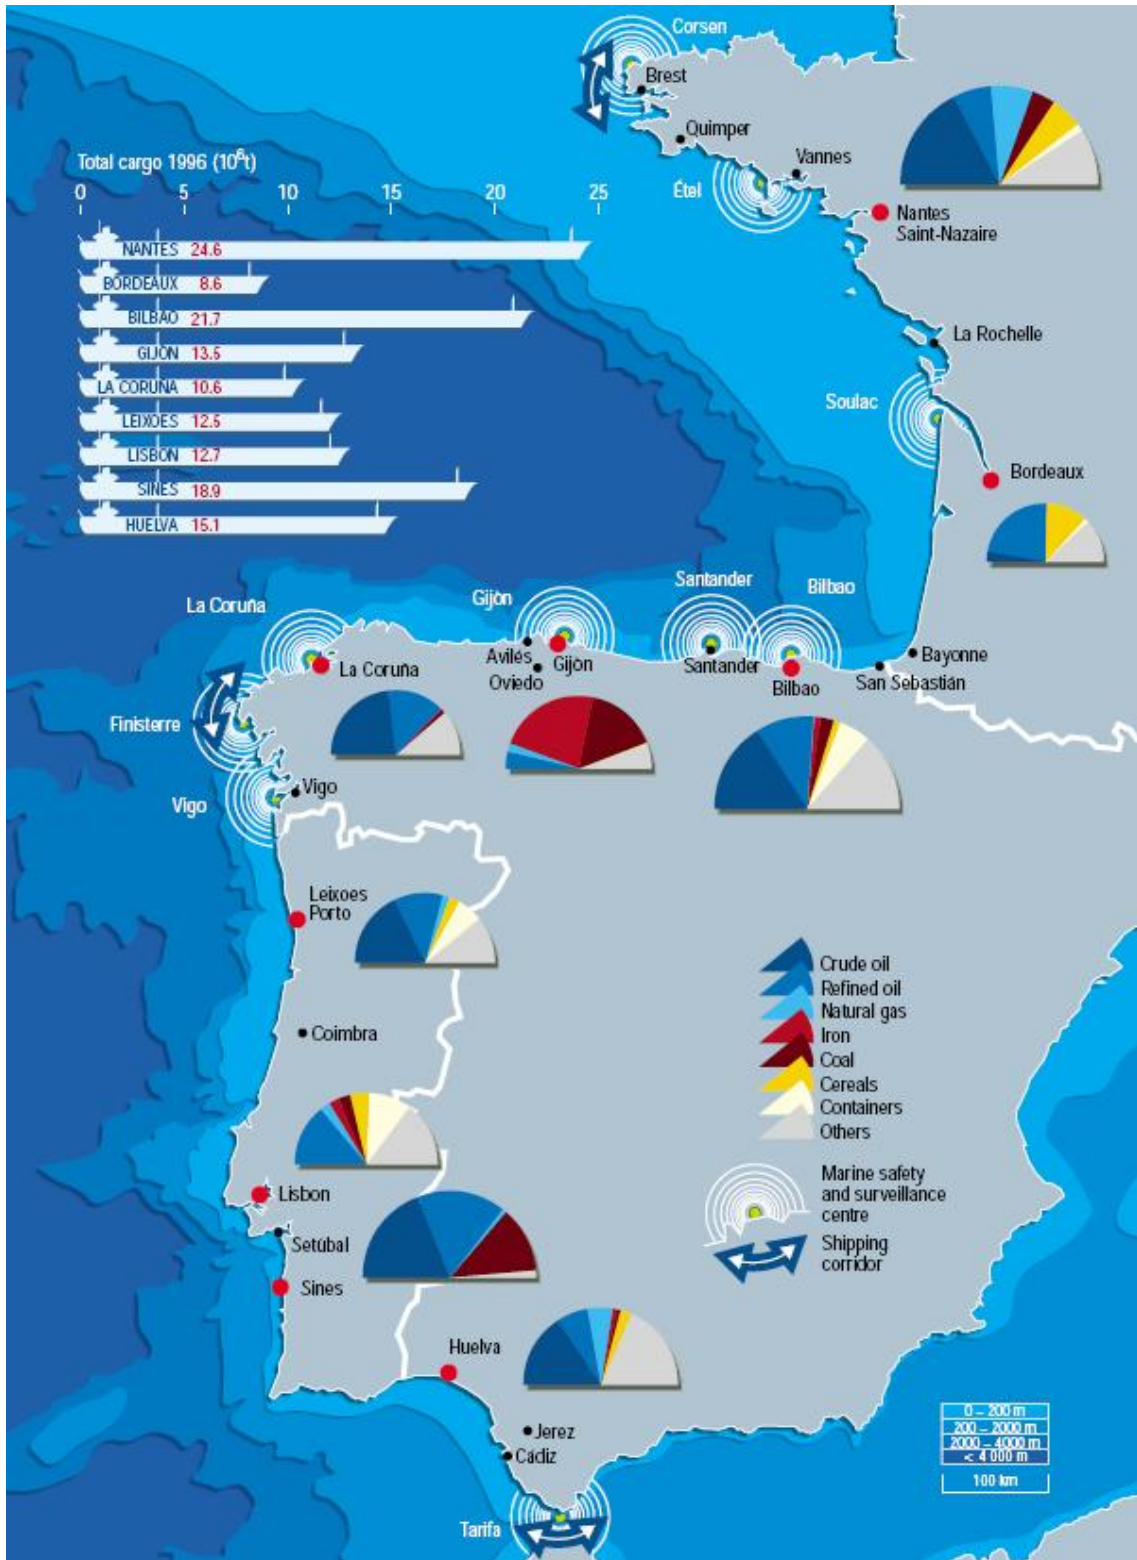 Corsen
Brest
Quimper
Vannes
Étel
Nantes
Saint-Nazaire
Total cargo 1996 (10⁶t)
0 5 10 15 20 25
NANTES 24.6
BORDEAUX 8.6
BILBAO 21.7
GIJON 13.5
LA CORUÑA 10.6
LEIXOES 12.5
LISBON 12.7
SINES 18.9
HUELVA 15.1
La Rochelle
Soulac
Bordeaux
La Coruña
Gijòn
Santander
Bilbao
La Coruña
Avilés
Oviedo
Gijòn
Santander
Bilbao
San Sebastián
Bayonne
Finisterre
Vigo
Vigo
Leixoes
Porto
Coimbra
Crude oil
Refined oil
Natural gas
Iron
Coal
Cereals
Containers
Others
Marine safety
and surveillance
centre
Shipping
corridor
Lisbon
Setúbal
Sines
Huelva
Jerez
Cádiz
Tarifa
0 – 200 m
200 – 2000 m
2000 – 4000 m
< 4 000 m
100 km